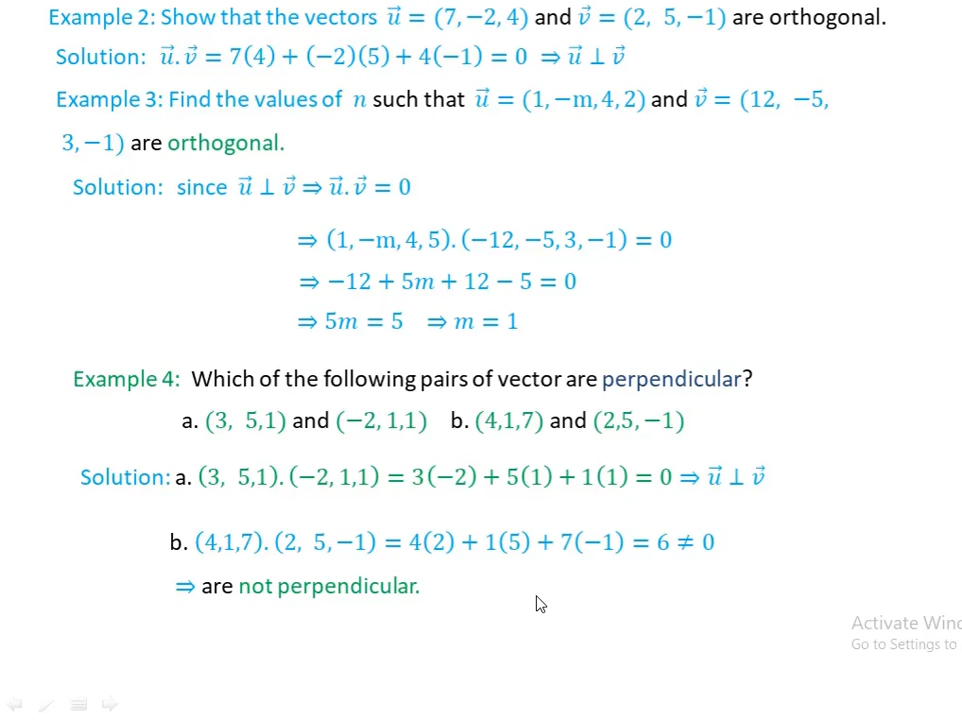 Example 2: Show that the vectors u⃗ = (7, −2, 4) and v⃗ = (2, 5, −1) are orthogonal.
Solution: u⃗. v⃗ = 7(4) + (−2)(5) + 4(−1) = 0 ⇒ u⃗ ⊥ v⃗
Example 3: Find the values of n such that u⃗ = (1, −m, 4, 2) and v⃗ = (12, −5,
3, −1) are orthogonal.
Solution: since u⃗ ⊥ v⃗ ⇒ u⃗. v⃗ = 0
⇒ (1, −m, 4, 5). (−12, −5, 3, −1) = 0
⇒ −12 + 5m + 12 − 5 = 0
⇒ 5m = 5 ⇒ m = 1
Example 4: Which of the following pairs of vector are perpendicular?
a. (3, 5,1) and (−2, 1,1) b. (4,1,7) and (2,5, −1)
Solution: a. (3, 5,1). (−2, 1,1) = 3(−2) + 5(1) + 1(1) = 0 ⇒ u⃗ ⊥ v⃗
b. (4,1,7). (2, 5, −1) = 4(2) + 1(5) + 7(−1) = 6 ≠ 0
⇒ are not perpendicular.
Activate Winc
Go to Settings to